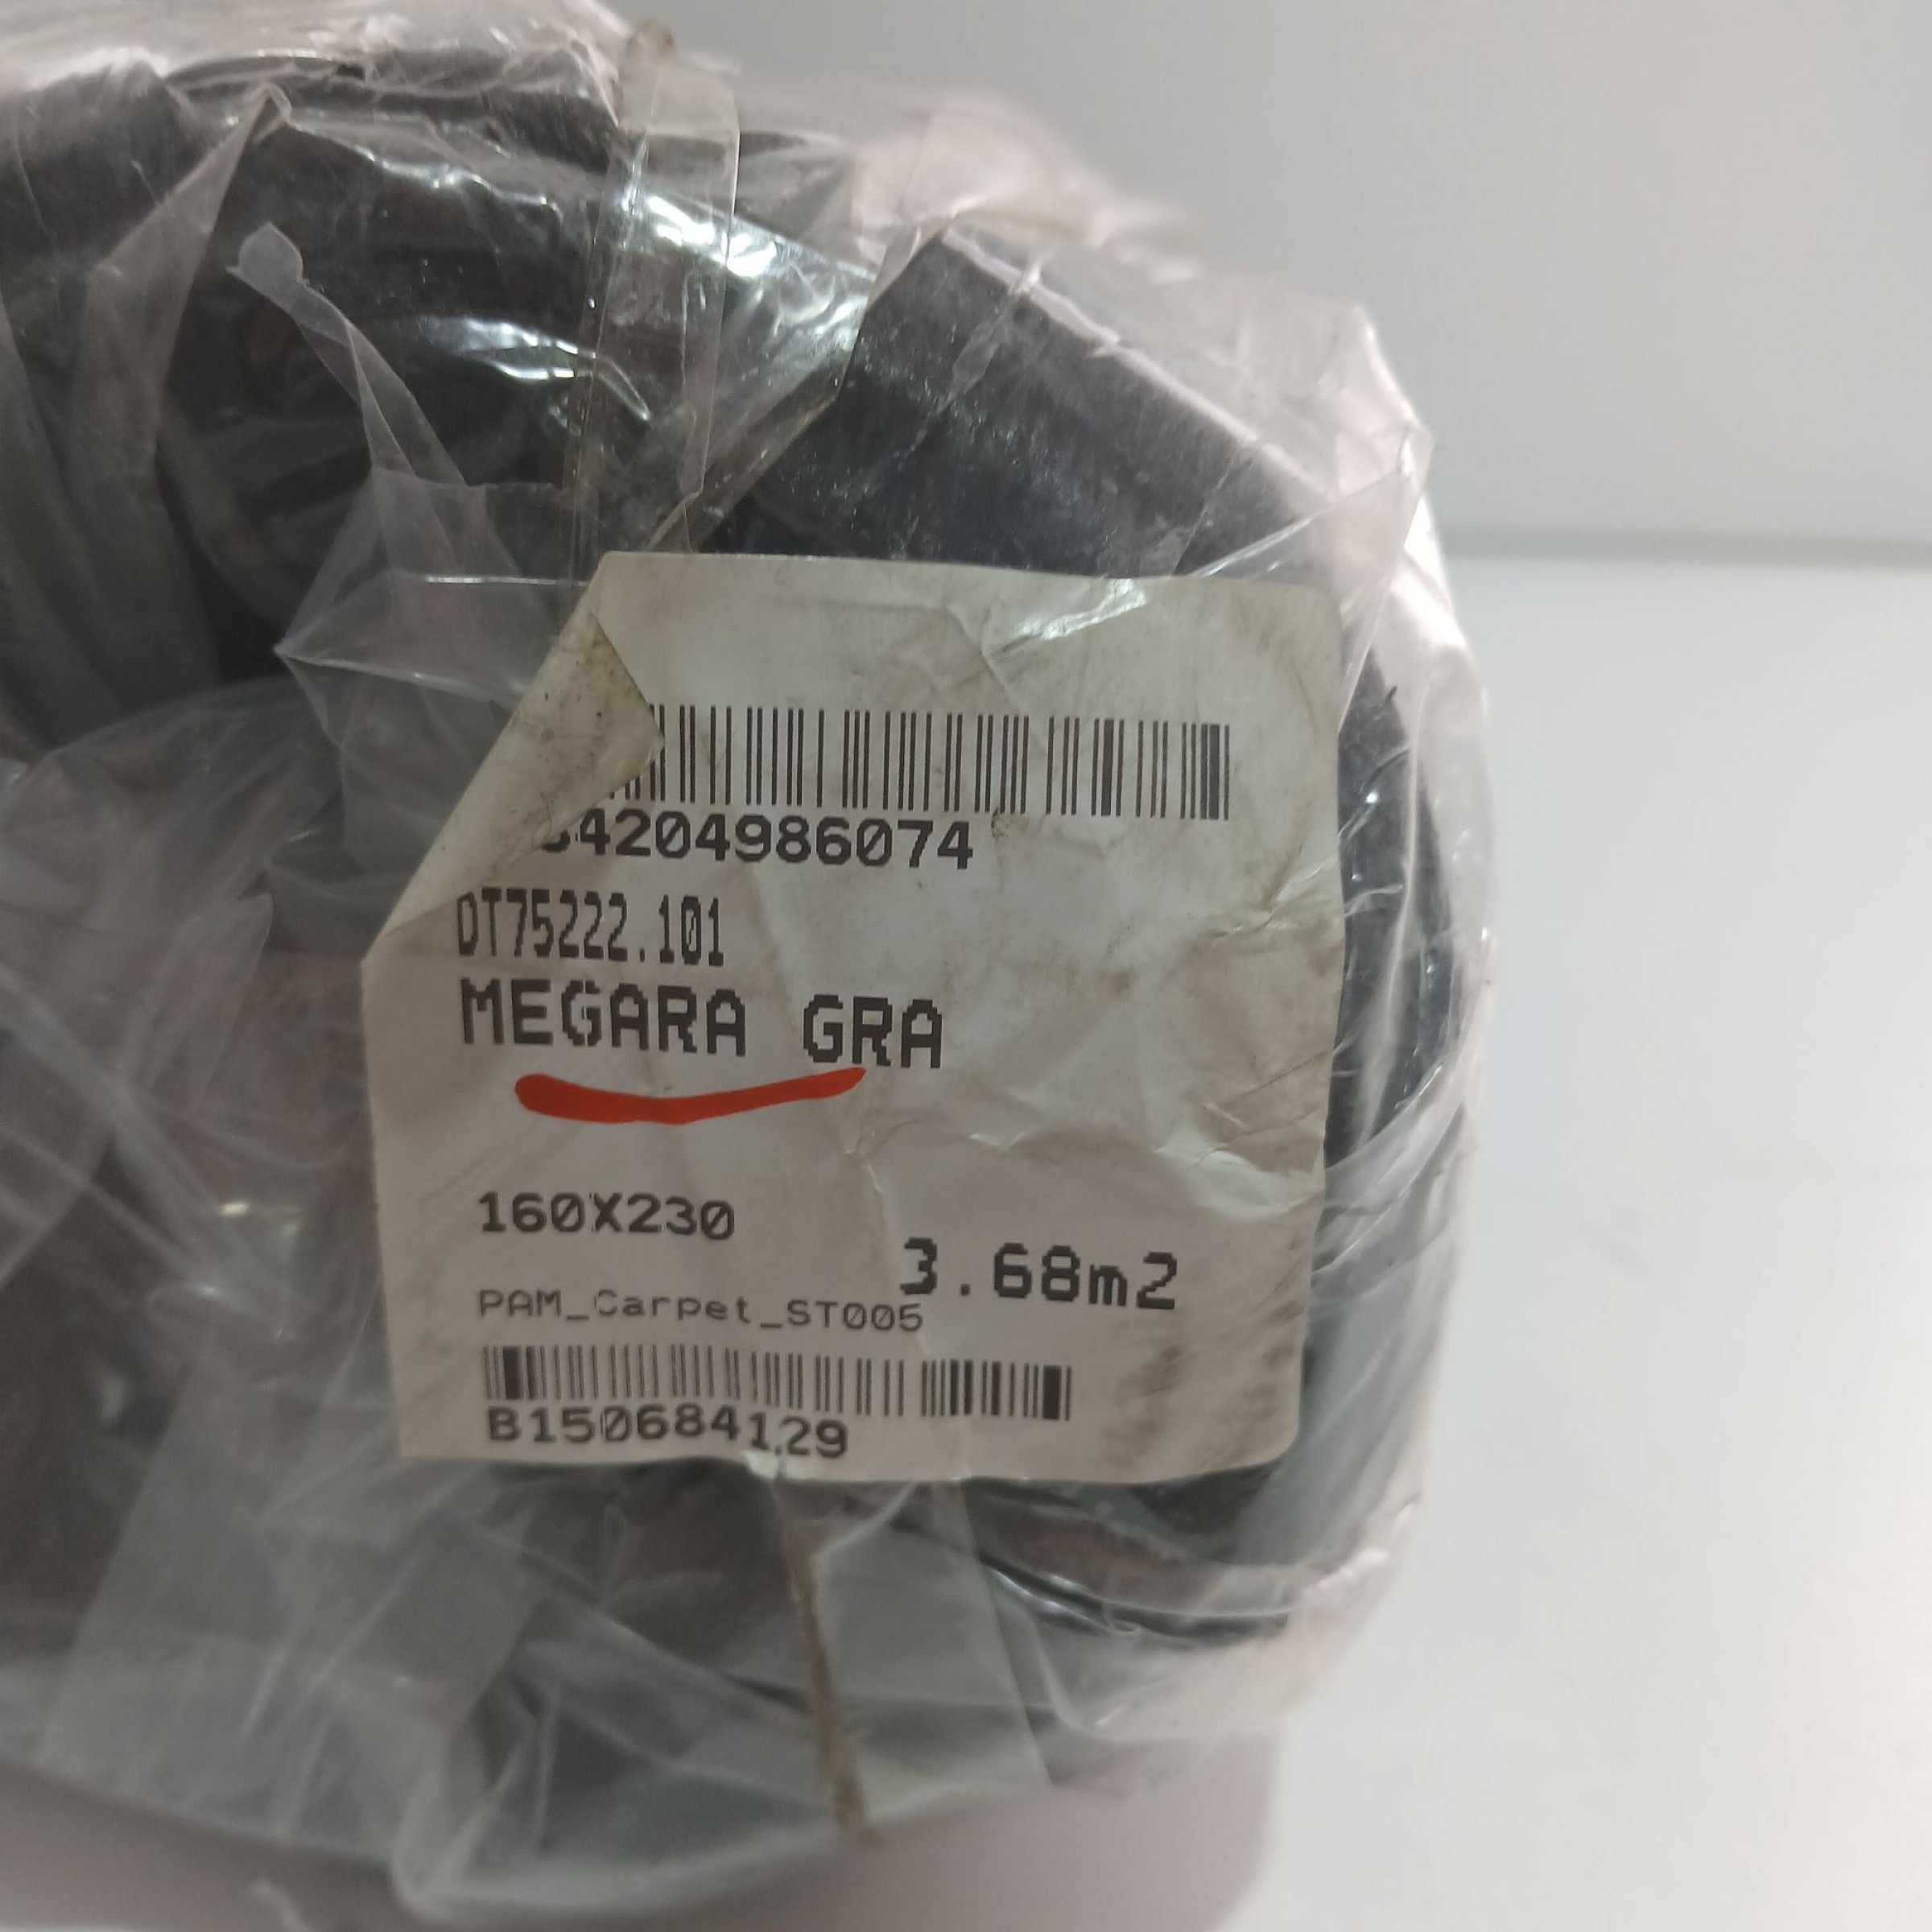 4204986074
DT75222.101
MEGARA GRA
160X230
3.68m2
PAM_Carpet_ST005
B150684129